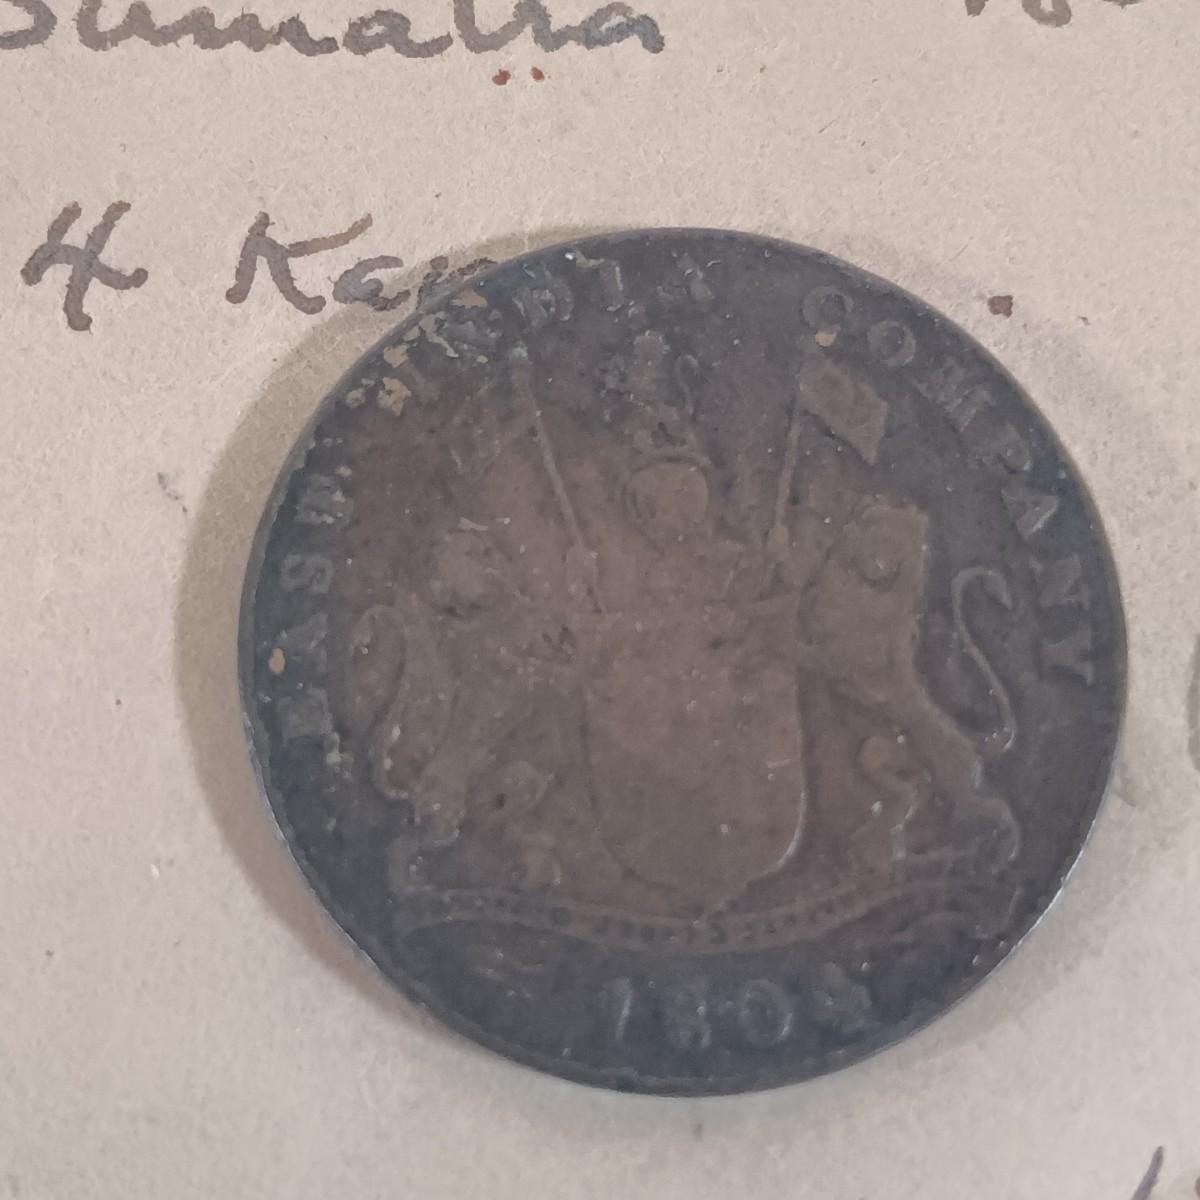 Sumatra
4 Kep
EAST INDIA COMPANY
1804